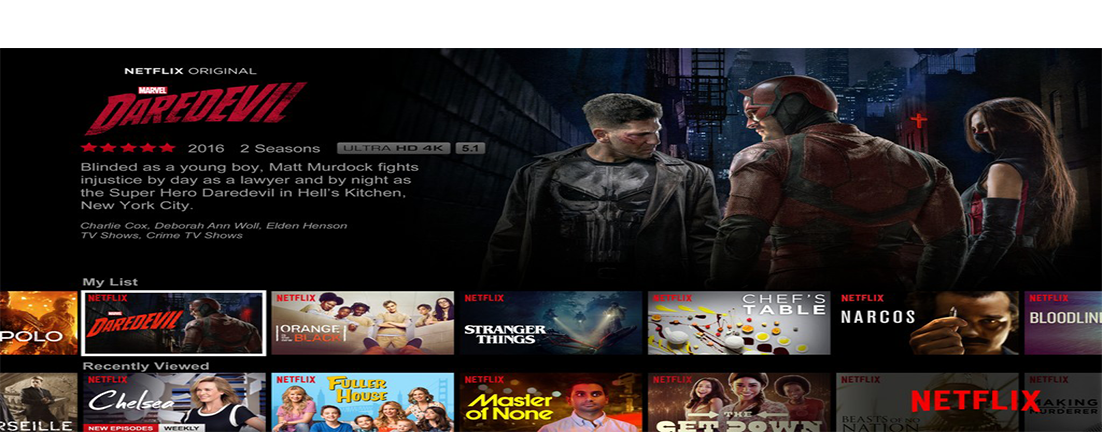 NETFLIX ORIGINAL
MARVEL
DAREDEVIL
2016 2 Seasons ULTRA HD 4K 5.1
Blinded as a young boy, Matt Murdock fights
injustice by day as a lawyer and by night as
the Super Hero Daredevil in Hell's Kitchen,
New York City.
Charlie Cox, Deborah Ann Woll, Elden Henson
TV Shows, Crime TV Shows
My List
POLO
NETFLIX
DAREDEVIL
NETFLIX
ORANGE
BLACK
NETFLIX
STRANGER
THINGS
NETFLIX
CHEF'S
TABLE
NETFLIX
NARCOS
NETFLIX
BLOODLIN
Recently Viewed
RSEILLE
NETFLIX
Chelsea
NEW EPISODES WEEKLY
NETFLIX
FULLER
HOUSE
NETFLIX
Master
of None
NETFLIX
THE
GET DOWN
NETFLIX
BEASTS OF NO
NATION
NETFLIX
MAKING
MURDERER
NETFLIX